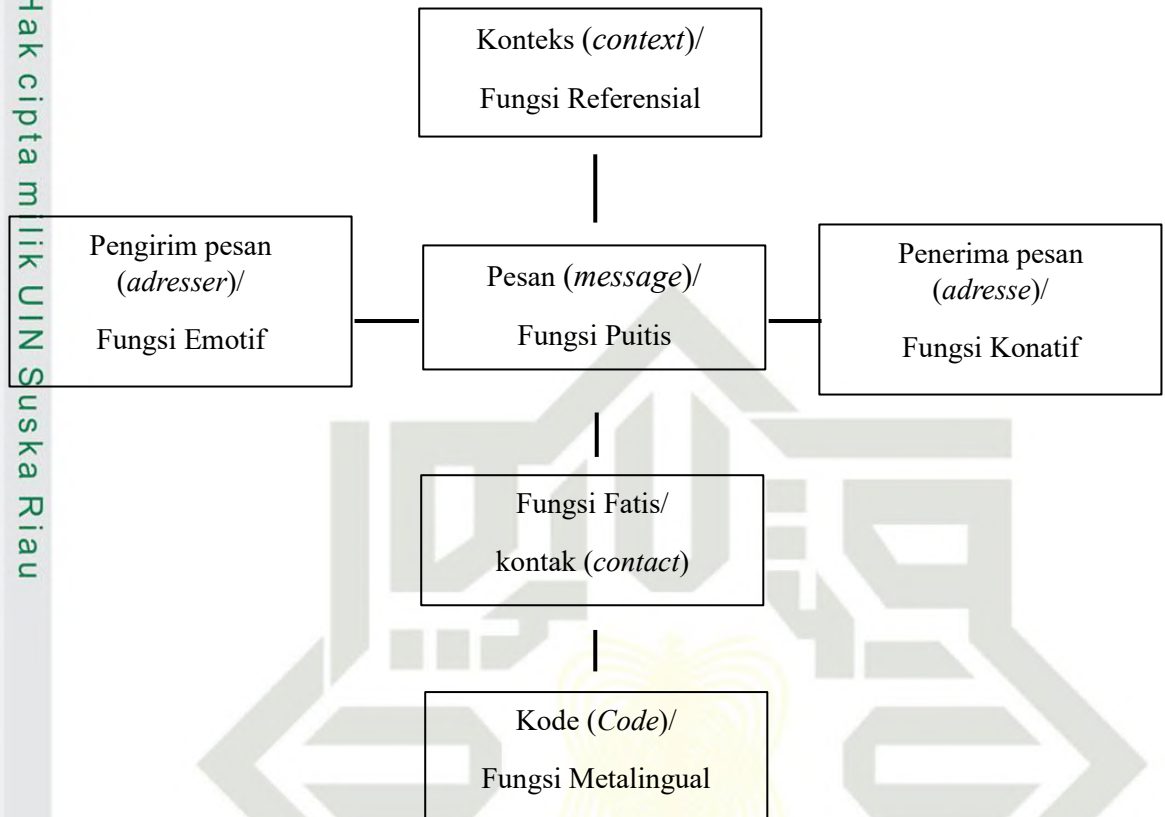 Hak cipta milik UIN Suska Riau
Konteks (context)/
Fungsi Referensial
Pengirim pesan
(adresser)/
Fungsi Emotif
Pesan (message)/
Fungsi Puitis
Penerima pesan
(adresse)/
Fungsi Konatif
Fungsi Fatis/
kontak (contact)
Kode (Code)/
Fungsi Metalingual